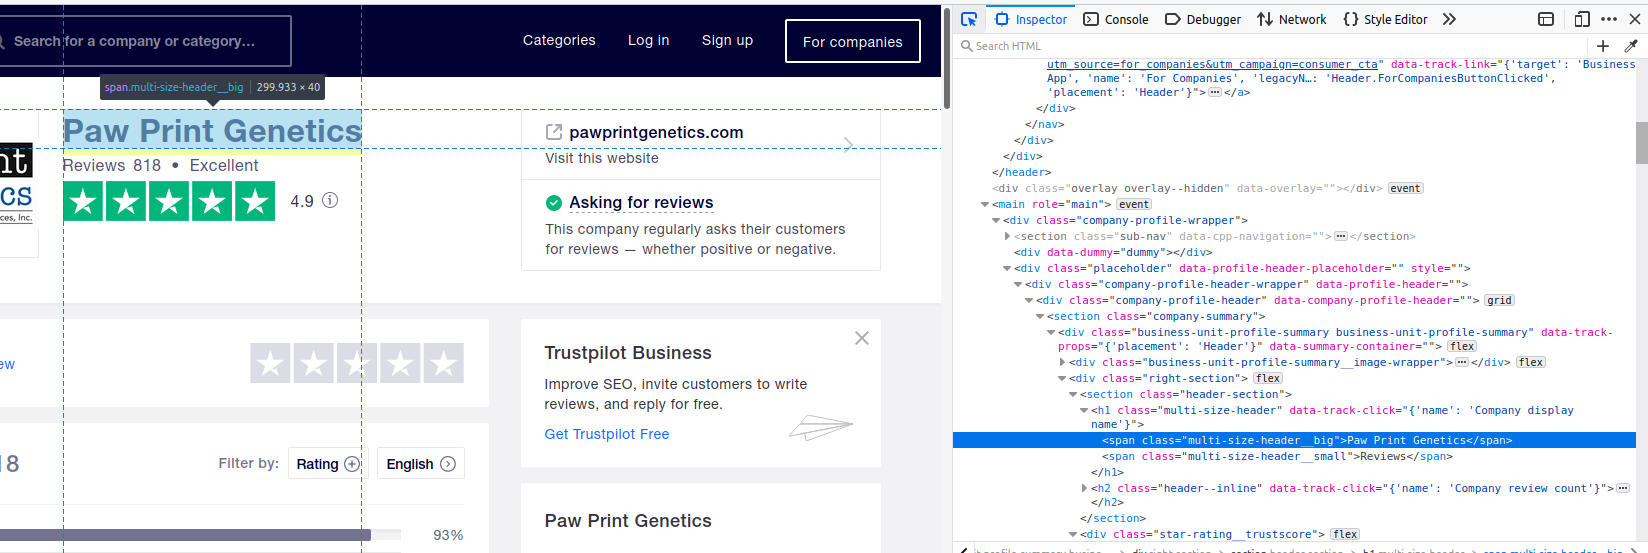 Search for a company or category...
Categories
Log in
Sign up
For companies
span.multi-size-header__big | 299.933 × 40
Paw Print Genetics
Reviews 818 • Excellent
4.9
nt
cs
ces, Inc.
pawprintgenetics.com
Visit this website
Asking for reviews
This company regularly asks their customers
for reviews — whether positive or negative.
ew
Trustpilot Business
Improve SEO, invite customers to write
reviews, and reply for free.
Get Trustpilot Free
18
Filter by:
Rating
English
Paw Print Genetics
93%
Inspector
Console
Debugger
Network
Style Editor
Search HTML
utm_source=for_companies&utm_campaign=consumer_cta" data-track-link="{'target': 'Business
App', 'name': 'For Companies', 'legacyN…: 'Header.ForCompaniesButtonClicked',
'placement': 'Header'}"></a>
</div>
</nav>
</div>
</div>
</header>
<div class="overlay overlay--hidden" data-overlay=""></div> event
<main role="main"> event
<div class="company-profile-wrapper">
<section class="sub-nav" data-cpp-navigation=""></section>
<div data-dummy="dummy"></div>
<div class="placeholder" data-profile-header-placeholder="" style="">
<div class="company-profile-header-wrapper" data-profile-header="">
<div class="company-profile-header" data-company-profile-header=""> grid
<section class="company-summary">
<div class="business-unit-profile-summary business-unit-profile-summary" data-track-
props="{'placement': 'Header'}" data-summary-container=""> flex
<div class="business-unit-profile-summary__image-wrapper"></div> flex
<div class="right-section"> flex
<section class="header-section">
<h1 class="multi-size-header" data-track-click="{'name': 'Company display
name'}">
<span class="multi-size-header__big">Paw Print Genetics</span>
<span class="multi-size-header__small">Reviews</span>
</h1>
<h2 class="header--inline" data-track-click="{'name': 'Company review count'}">
</h2>
</section>
<div class="star-rating__trustscore"> flex